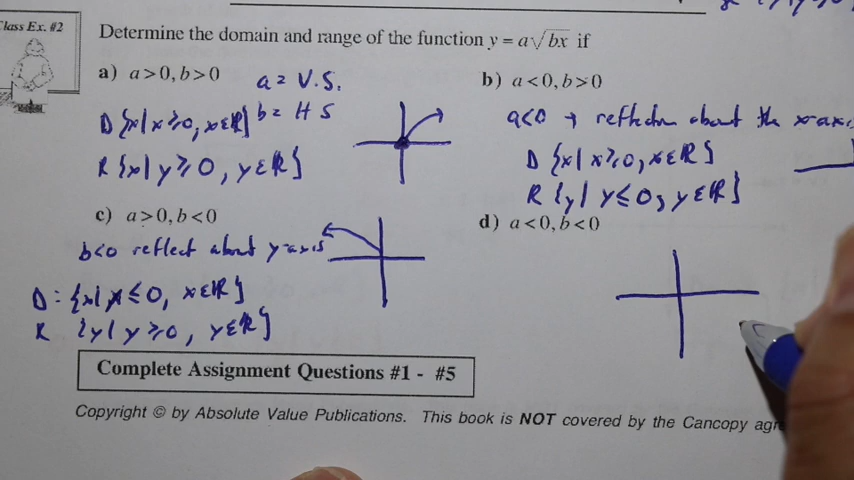 Class Ex. #2
Determine the domain and range of the function y = a√bx if
a) a>0, b>0
a = V.S.
b = H S
D {x | x ≥ 0, x ∈ ℝ}
R {x | y ≥ 0, y ∈ ℝ}
b) a<0, b>0
a<0 → reflection about the x-axis
D {x | x ≥ 0, x ∈ ℝ}
R {y | y ≤ 0, y ∈ ℝ}
c) a>0, b<0
b<0 reflect about y-axis
D : {x | x ≤ 0, x ∈ ℝ}
R {y | y ≥ 0, y ∈ ℝ}
d) a<0, b<0
Complete Assignment Questions #1 - #5
Copyright © by Absolute Value Publications. This book is NOT covered by the Cancopy